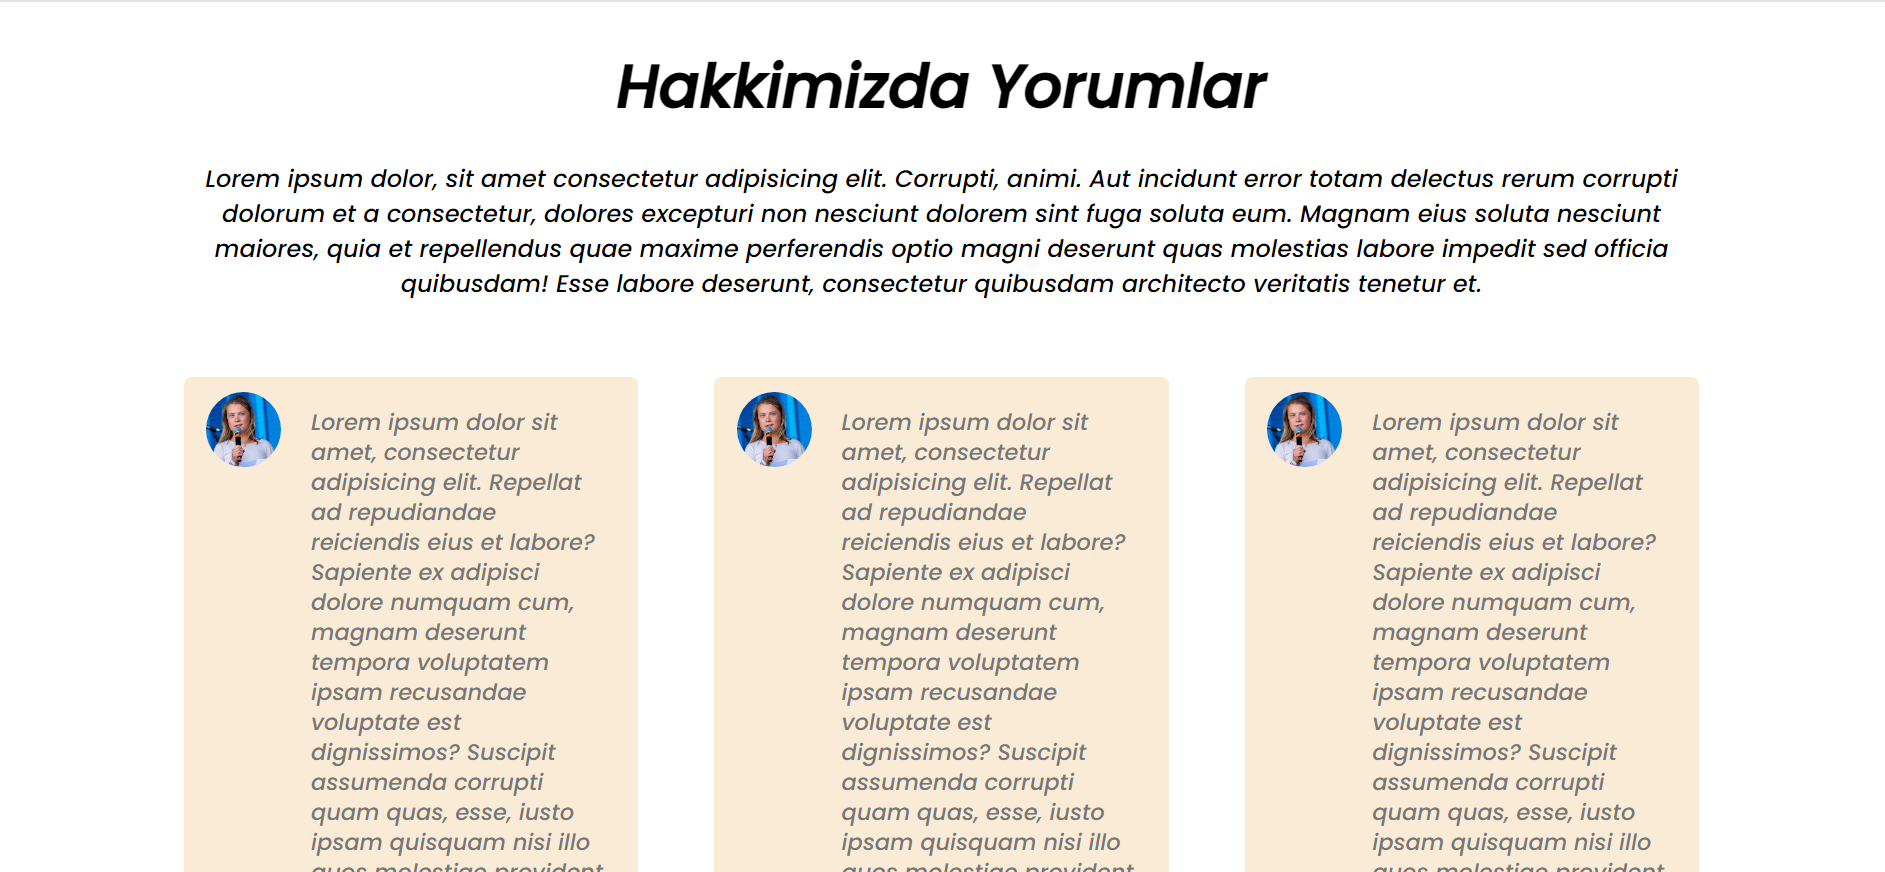 Hakkimizda Yorumlar
Lorem ipsum dolor, sit amet consectetur adipisicing elit. Corrupti, animi. Aut incidunt error totam delectus rerum corrupti
dolorum et a consectetur, dolores excepturi non nesciunt dolorem sint fuga soluta eum. Magnam eius soluta nesciunt
maiores, quia et repellendus quae maxime perferendis optio magni deserunt quas molestias labore impedit sed officia
quibusdam! Esse labore deserunt, consectetur quibusdam architecto veritatis tenetur et.
Lorem ipsum dolor sit
amet, consectetur
adipisicing elit. Repellat
ad repudiandae
reiciendis eius et labore?
Sapiente ex adipisci
dolore numquam cum,
magnam deserunt
tempora voluptatem
ipsam recusandae
voluptate est
dignissimos? Suscipit
assumenda corrupti
quam quas, esse, iusto
ipsam quisquam nisi illo
quos molestiae provident
Lorem ipsum dolor sit
amet, consectetur
adipisicing elit. Repellat
ad repudiandae
reiciendis eius et labore?
Sapiente ex adipisci
dolore numquam cum,
magnam deserunt
tempora voluptatem
ipsam recusandae
voluptate est
dignissimos? Suscipit
assumenda corrupti
quam quas, esse, iusto
ipsam quisquam nisi illo
quos molestiae provident
Lorem ipsum dolor sit
amet, consectetur
adipisicing elit. Repellat
ad repudiandae
reiciendis eius et labore?
Sapiente ex adipisci
dolore numquam cum,
magnam deserunt
tempora voluptatem
ipsam recusandae
voluptate est
dignissimos? Suscipit
assumenda corrupti
quam quas, esse, iusto
ipsam quisquam nisi illo
quos molestiae provident